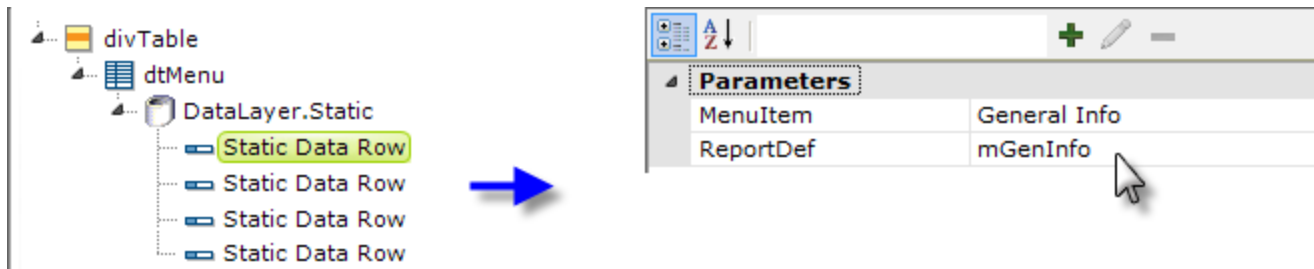 divTable
dtMenu
DataLayer.Static
Static Data Row
Static Data Row
Static Data Row
Static Data Row
A
Z
Parameters
MenuItem General Info
ReportDef mGenInfo